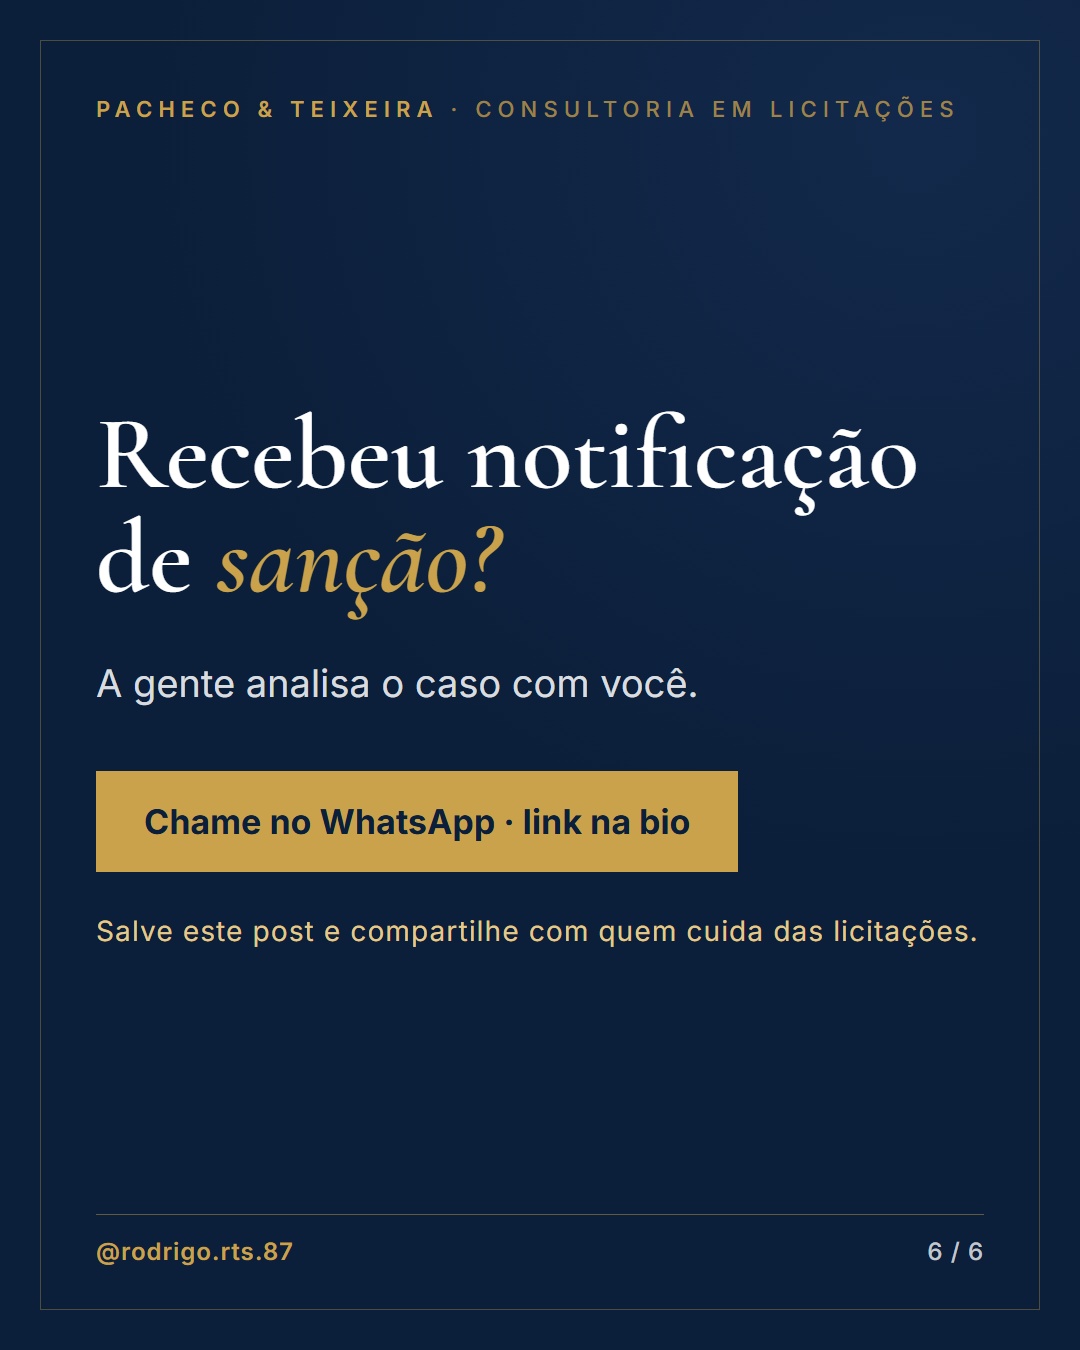 PACHECO & TEIXEIRA · CONSULTORIA EM LICITAÇÕES
Recebeu notificação
de sanção?
A gente analisa o caso com você.
Chame no WhatsApp · link na bio
Salve este post e compartilhe com quem cuida das licitações.
@rodrigo.rts.87
6 / 6